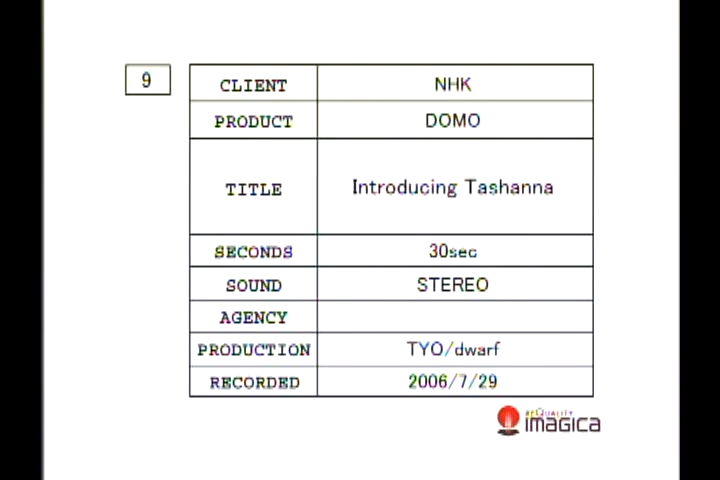 9
CLIENT NHK
PRODUCT DOMO
TITLE Introducing Tashanna
SECONDS 30sec
SOUND STEREO
AGENCY
PRODUCTION TYO/dwarf
RECORDED 2006/7/29
BEQUALITY
imagica